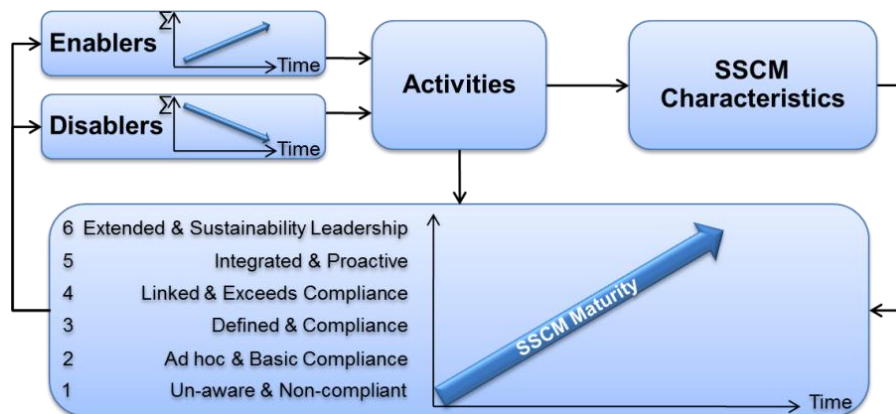 Enablers
Σ
Time
Disablers
Σ
Time
Activities
SSCM
Characteristics
6 Extended & Sustainability Leadership
5 Integrated & Proactive
4 Linked & Exceeds Compliance
3 Defined & Compliance
2 Ad hoc & Basic Compliance
1 Un-aware & Non-compliant
SSCM Maturity
Time